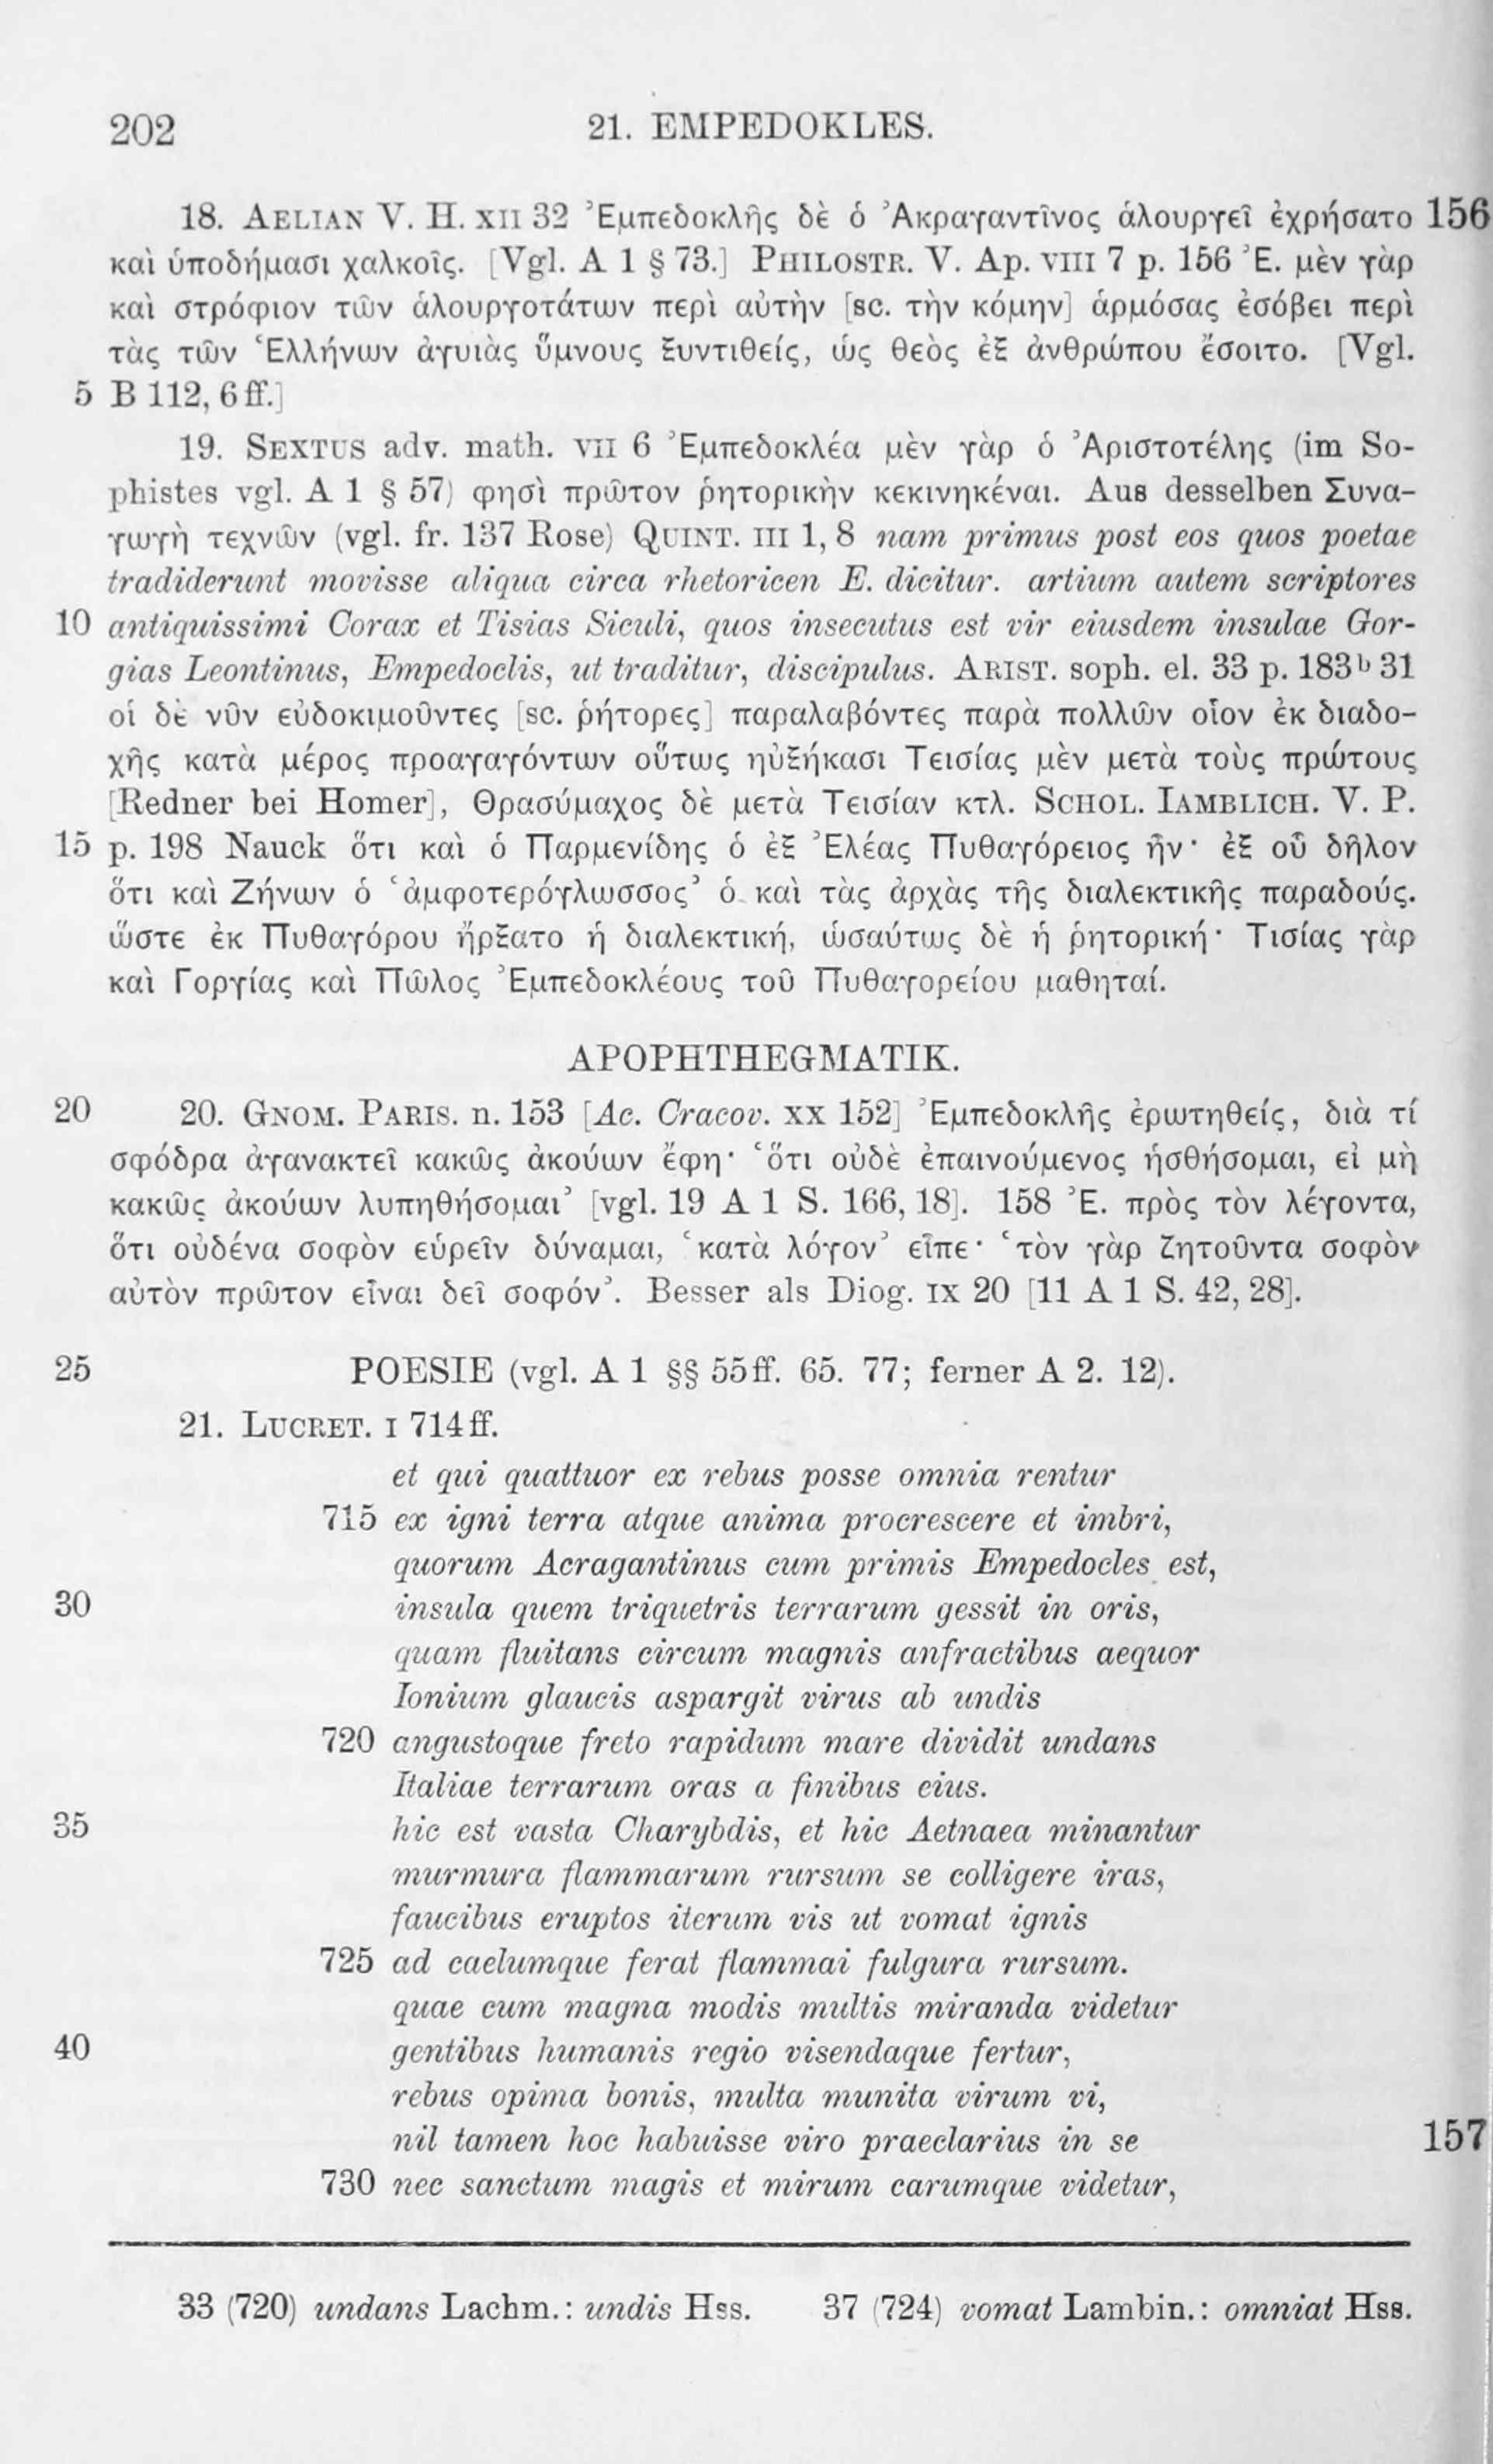 202 21. EMPEDOKLES.
18. AELIAN V. H. XII 32 Ἐμπεδοκλῆς δὲ ὁ Ἀκραγαντῖνος ἁλουργεῖ ἐχρήσατο 156
καὶ ὑποδήμασι χαλκοῖς. [Vgl. A 1 § 73.] PHILOSTR. V. Ap. VIII 7 p. 156 Ἐ. μὲν γὰρ
καὶ στρόφιον τῶν ἁλουργοτάτων περὶ αὐτὴν [sc. τὴν κόμην] ἁρμόσας ἐσόβει περὶ
τὰς τῶν Ἑλλήνων ἀγυιὰς ὕμνους ξυντιθείς, ὡς θεὸς ἐξ ἀνθρώπου ἔσοιτο. [Vgl.
5 B 112, 6 ff.]
19. SEXTUS adv. math. VII 6 Ἐμπεδοκλέα μὲν γὰρ ὁ Ἀριστοτέλης (im So-
phistes vgl. A 1 § 57) φησὶ πρῶτον ῥητορικὴν κεκινηκέναι. Aus desselben Συνα-
γωγὴ τεχνῶν (vgl. fr. 137 Rose) QUINT. III 1, 8 nam primus post eos quos poetae
tradiderunt movisse aliqua circa rhetoricen E. dicitur. artium autem scriptores
10 antiquissimi Corax et Tisias Siculi, quos insecutus est vir eiusdem insulae Gor-
gias Leontinus, Empedoclis, ut traditur, discipulus. ARIST. soph. el. 33 p. 183ᵇ 31
οἱ δὲ νῦν εὐδοκιμοῦντες [sc. ῥήτορες] παραλαβόντες παρὰ πολλῶν οἷον ἐκ διαδο-
χῆς κατὰ μέρος προαγαγόντων οὕτως ηὐξήκασι Τεισίας μὲν μετὰ τοὺς πρώτους
[Redner bei Homer], Θρασύμαχος δὲ μετὰ Τεισίαν κτλ. SCHOL. IAMBLICH. V. P.
15 p. 198 Nauck ὅτι καὶ ὁ Παρμενίδης ὁ ἐξ Ἐλέας Πυθαγόρειος ἦν· ἐξ οὗ δῆλον
ὅτι καὶ Ζήνων ὁ ‘ἀμφοτερόγλωσσος’ ὁ καὶ τὰς ἀρχὰς τῆς διαλεκτικῆς παραδούς.
ὥστε ἐκ Πυθαγόρου ἤρξατο ἡ διαλεκτική, ὡσαύτως δὲ ἡ ῥητορική· Τισίας γὰρ
καὶ Γοργίας καὶ Πῶλος Ἐμπεδοκλέους τοῦ Πυθαγορείου μαθηταί.
APOPHTHEGMATIK.
20 20. GNOM. PARIS. n. 153 [Ac. Cracov. XX 152] Ἐμπεδοκλῆς ἐρωτηθείς, διὰ τί
σφόδρα ἀγανακτεῖ κακῶς ἀκούων ἔφη· ‘ὅτι οὐδὲ ἐπαινούμενος ἡσθήσομαι, εἰ μὴ
κακῶς ἀκούων λυπηθήσομαι’ [vgl. 19 A 1 S. 166, 18]. 158 Ἐ. πρὸς τὸν λέγοντα,
ὅτι οὐδένα σοφὸν εὑρεῖν δύναμαι, ‘κατὰ λόγον’ εἶπε· ‘τὸν γὰρ ζητοῦντα σοφὸν
αὐτὸν πρῶτον εἶναι δεῖ σοφόν’. Besser als Diog. IX 20 [11 A 1 S. 42, 28].
25 POESIE (vgl. A 1 §§ 55 ff. 65. 77; ferner A 2. 12).
21. LUCRET. I 714 ff.
et qui quattuor ex rebus posse omnia rentur
715 ex igni terra atque anima procrescere et imbri,
quorum Acragantinus cum primis Empedocles est,
30 insula quem triquetris terrarum gessit in oris,
quam fluitans circum magnis anfractibus aequor
Ionium glaucis aspargit virus ab undis
720 angustoque freto rapidum mare dividit undans
Italiae terrarum oras a finibus eius.
35 hic est vasta Charybdis, et hic Aetnaea minantur
murmura flammarum rursum se colligere iras,
faucibus eruptos iterum vis ut vomat ignis
725 ad caelumque ferat flammai fulgura rursum.
quae cum magna modis multis miranda videtur
40 gentibus humanis regio visendaque fertur,
rebus opima bonis, multa munita virum vi,
nil tamen hoc habuisse viro praeclarius in se 157
730 nec sanctum magis et mirum carumque videtur,
33 (720) undans Lachm.: undis Hss. 37 (724) vomat Lambin.: omniat Hss.